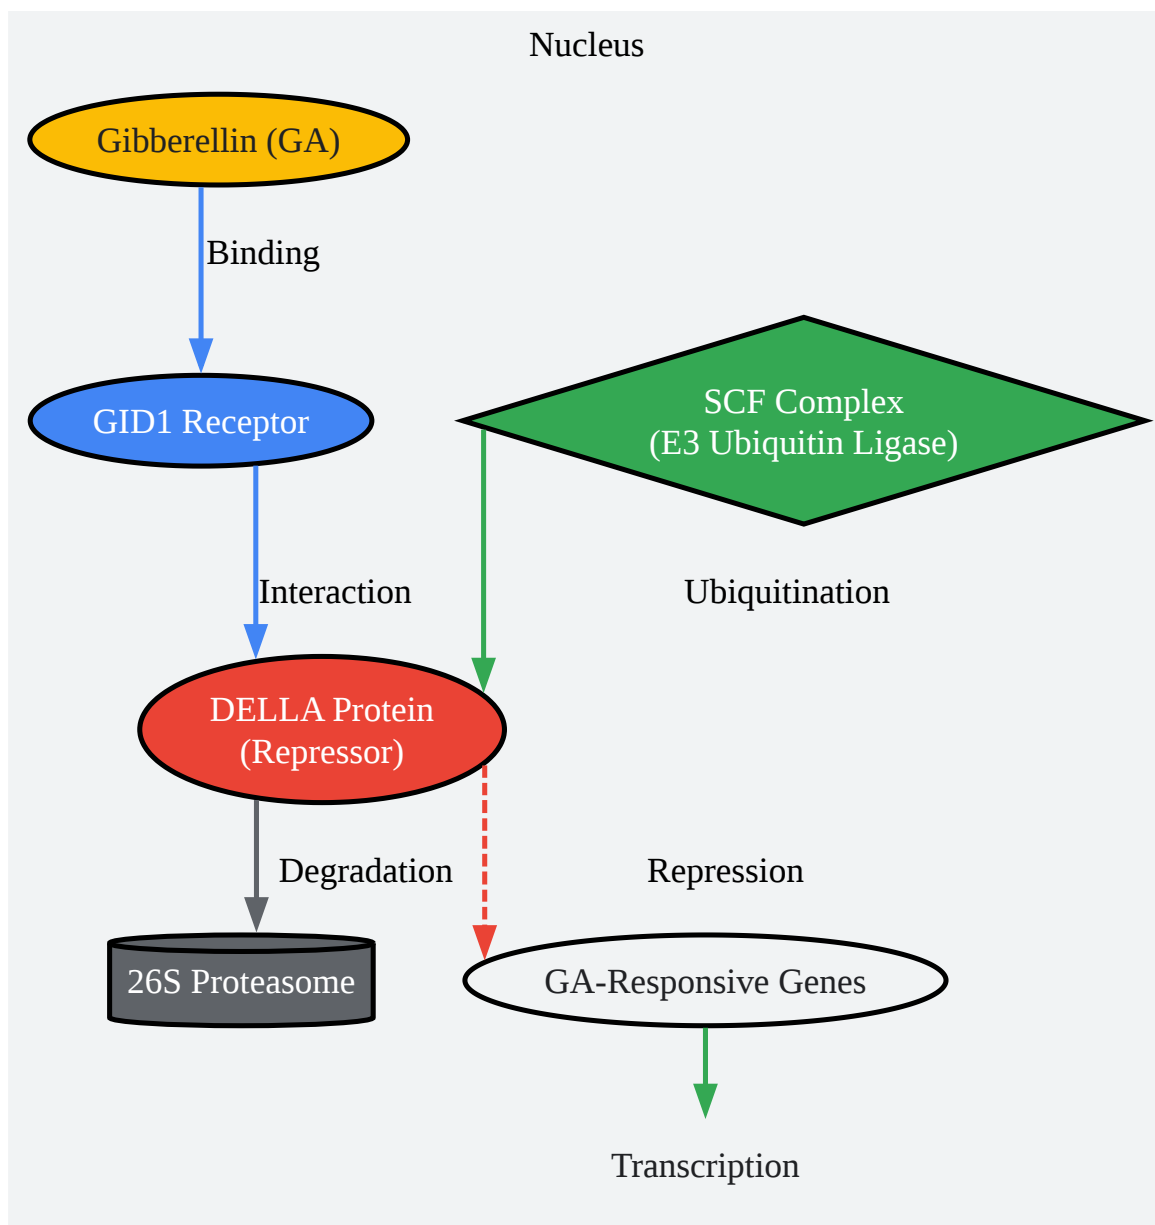 Nucleus
Gibberellin (GA)
Binding
GID1 Receptor
SCF Complex
(E3 Ubiquitin Ligase)
Interaction
Ubiquitination
DELLA Protein
(Repressor)
Degradation
Repression
26S Proteasome
GA-Responsive Genes
Transcription